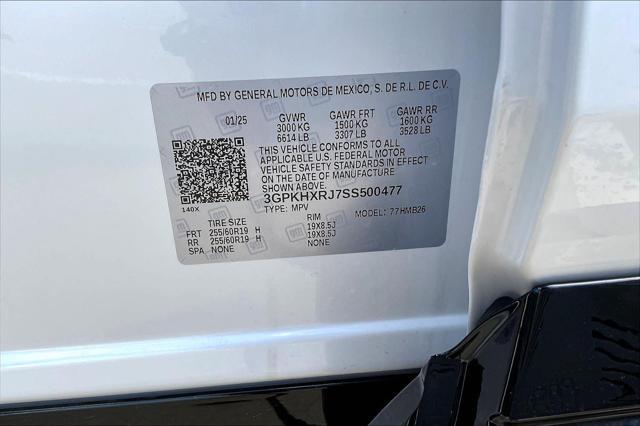 MFD BY GENERAL MOTORS DE MEXICO, S. DE R.L. DE C.V.
01/25 GVWR GAWR FRT GAWR RR
3000 KG 1500 KG 1600 KG
6614 LB 3307 LB 3528 LB
THIS VEHICLE CONFORMS TO ALL
APPLICABLE U.S. FEDERAL MOTOR
VEHICLE SAFETY STANDARDS IN EFFECT
ON THE DATE OF MANUFACTURE
SHOWN ABOVE.
3GPKHXRJ7SS500477
140X TYPE: MPV MODEL: 77HMB26
TIRE SIZE RIM
FRT 255/60R19 H 19X8.5J
RR 255/60R19 H 19X8.5J
SPA NONE NONE